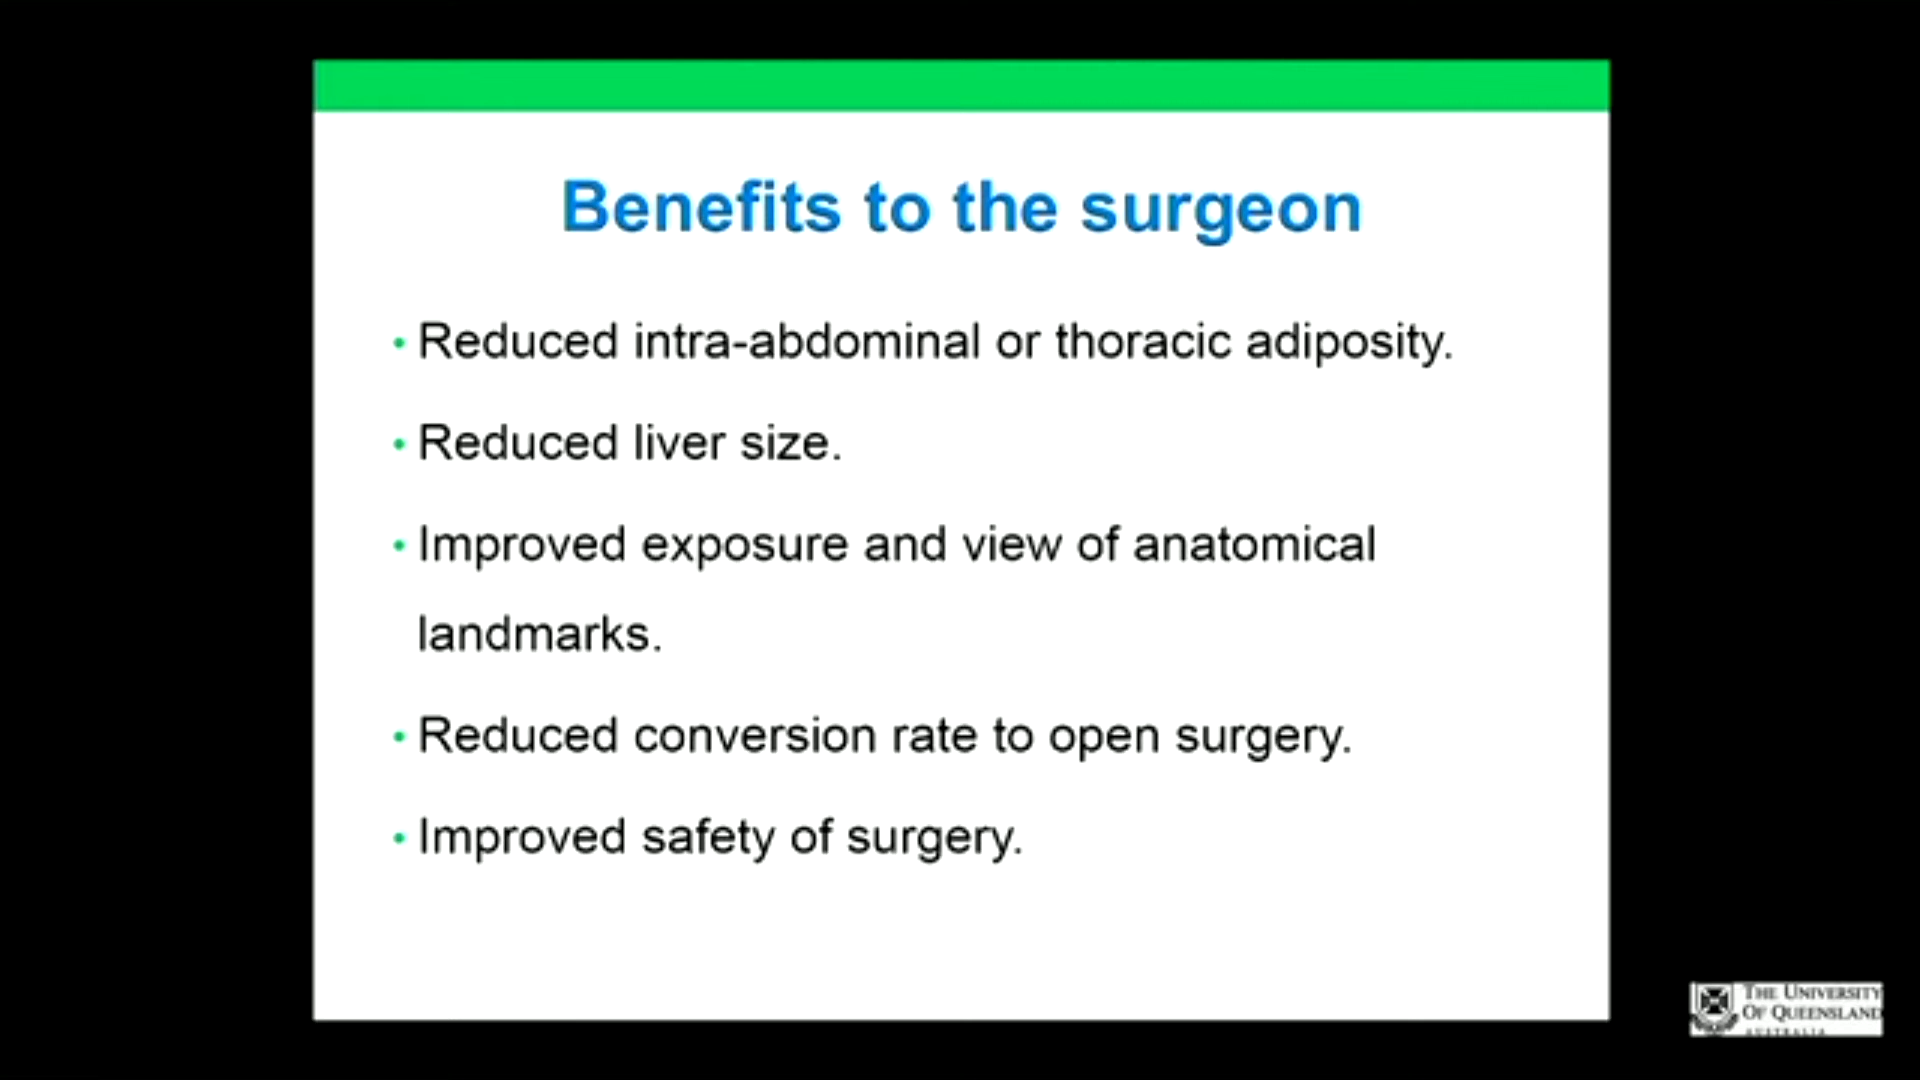 Benefits to the surgeon
• Reduced intra-abdominal or thoracic adiposity.
• Reduced liver size.
• Improved exposure and view of anatomical
landmarks.
• Reduced conversion rate to open surgery.
• Improved safety of surgery.
THE UNIVERSITY
OF QUEENSLAND
AUSTRALIA